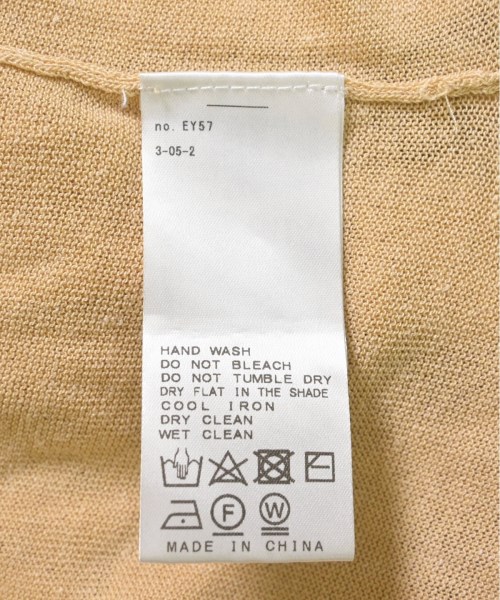 no. EY57
3-05-2
HAND WASH
DO NOT BLEACH
DO NOT TUMBLE DRY
DRY FLAT IN THE SHADE
COOL IRON
DRY CLEAN
WET CLEAN
F W
MADE IN CHINA